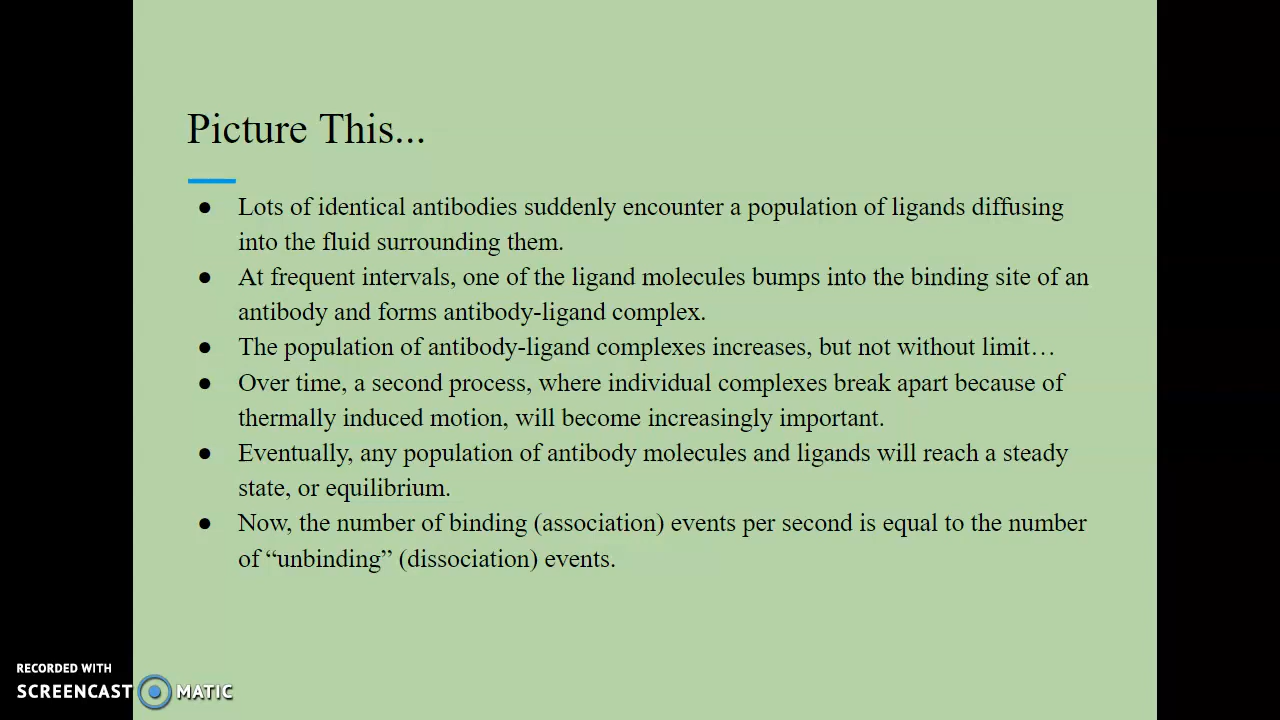 Picture This...
● Lots of identical antibodies suddenly encounter a population of ligands diffusing
into the fluid surrounding them.
● At frequent intervals, one of the ligand molecules bumps into the binding site of an
antibody and forms antibody-ligand complex.
● The population of antibody-ligand complexes increases, but not without limit…
● Over time, a second process, where individual complexes break apart because of
thermally induced motion, will become increasingly important.
● Eventually, any population of antibody molecules and ligands will reach a steady
state, or equilibrium.
● Now, the number of binding (association) events per second is equal to the number
of “unbinding” (dissociation) events.
RECORDED WITH
SCREENCAST MATIC